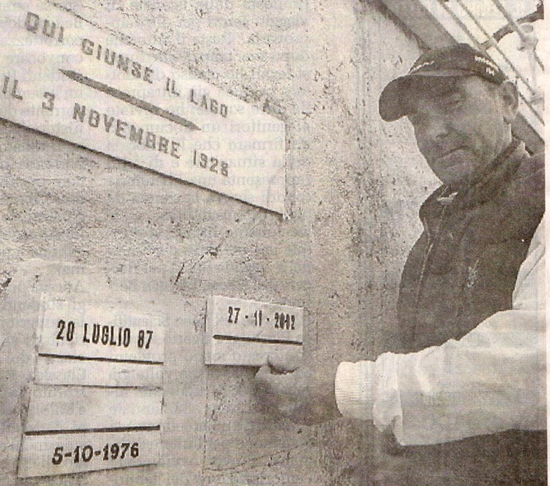 QUI GIUNSE IL LAGO
IL 3 NOVEMBRE 1928
27-11-2002
20 LUGLIO 87
5-10-1976